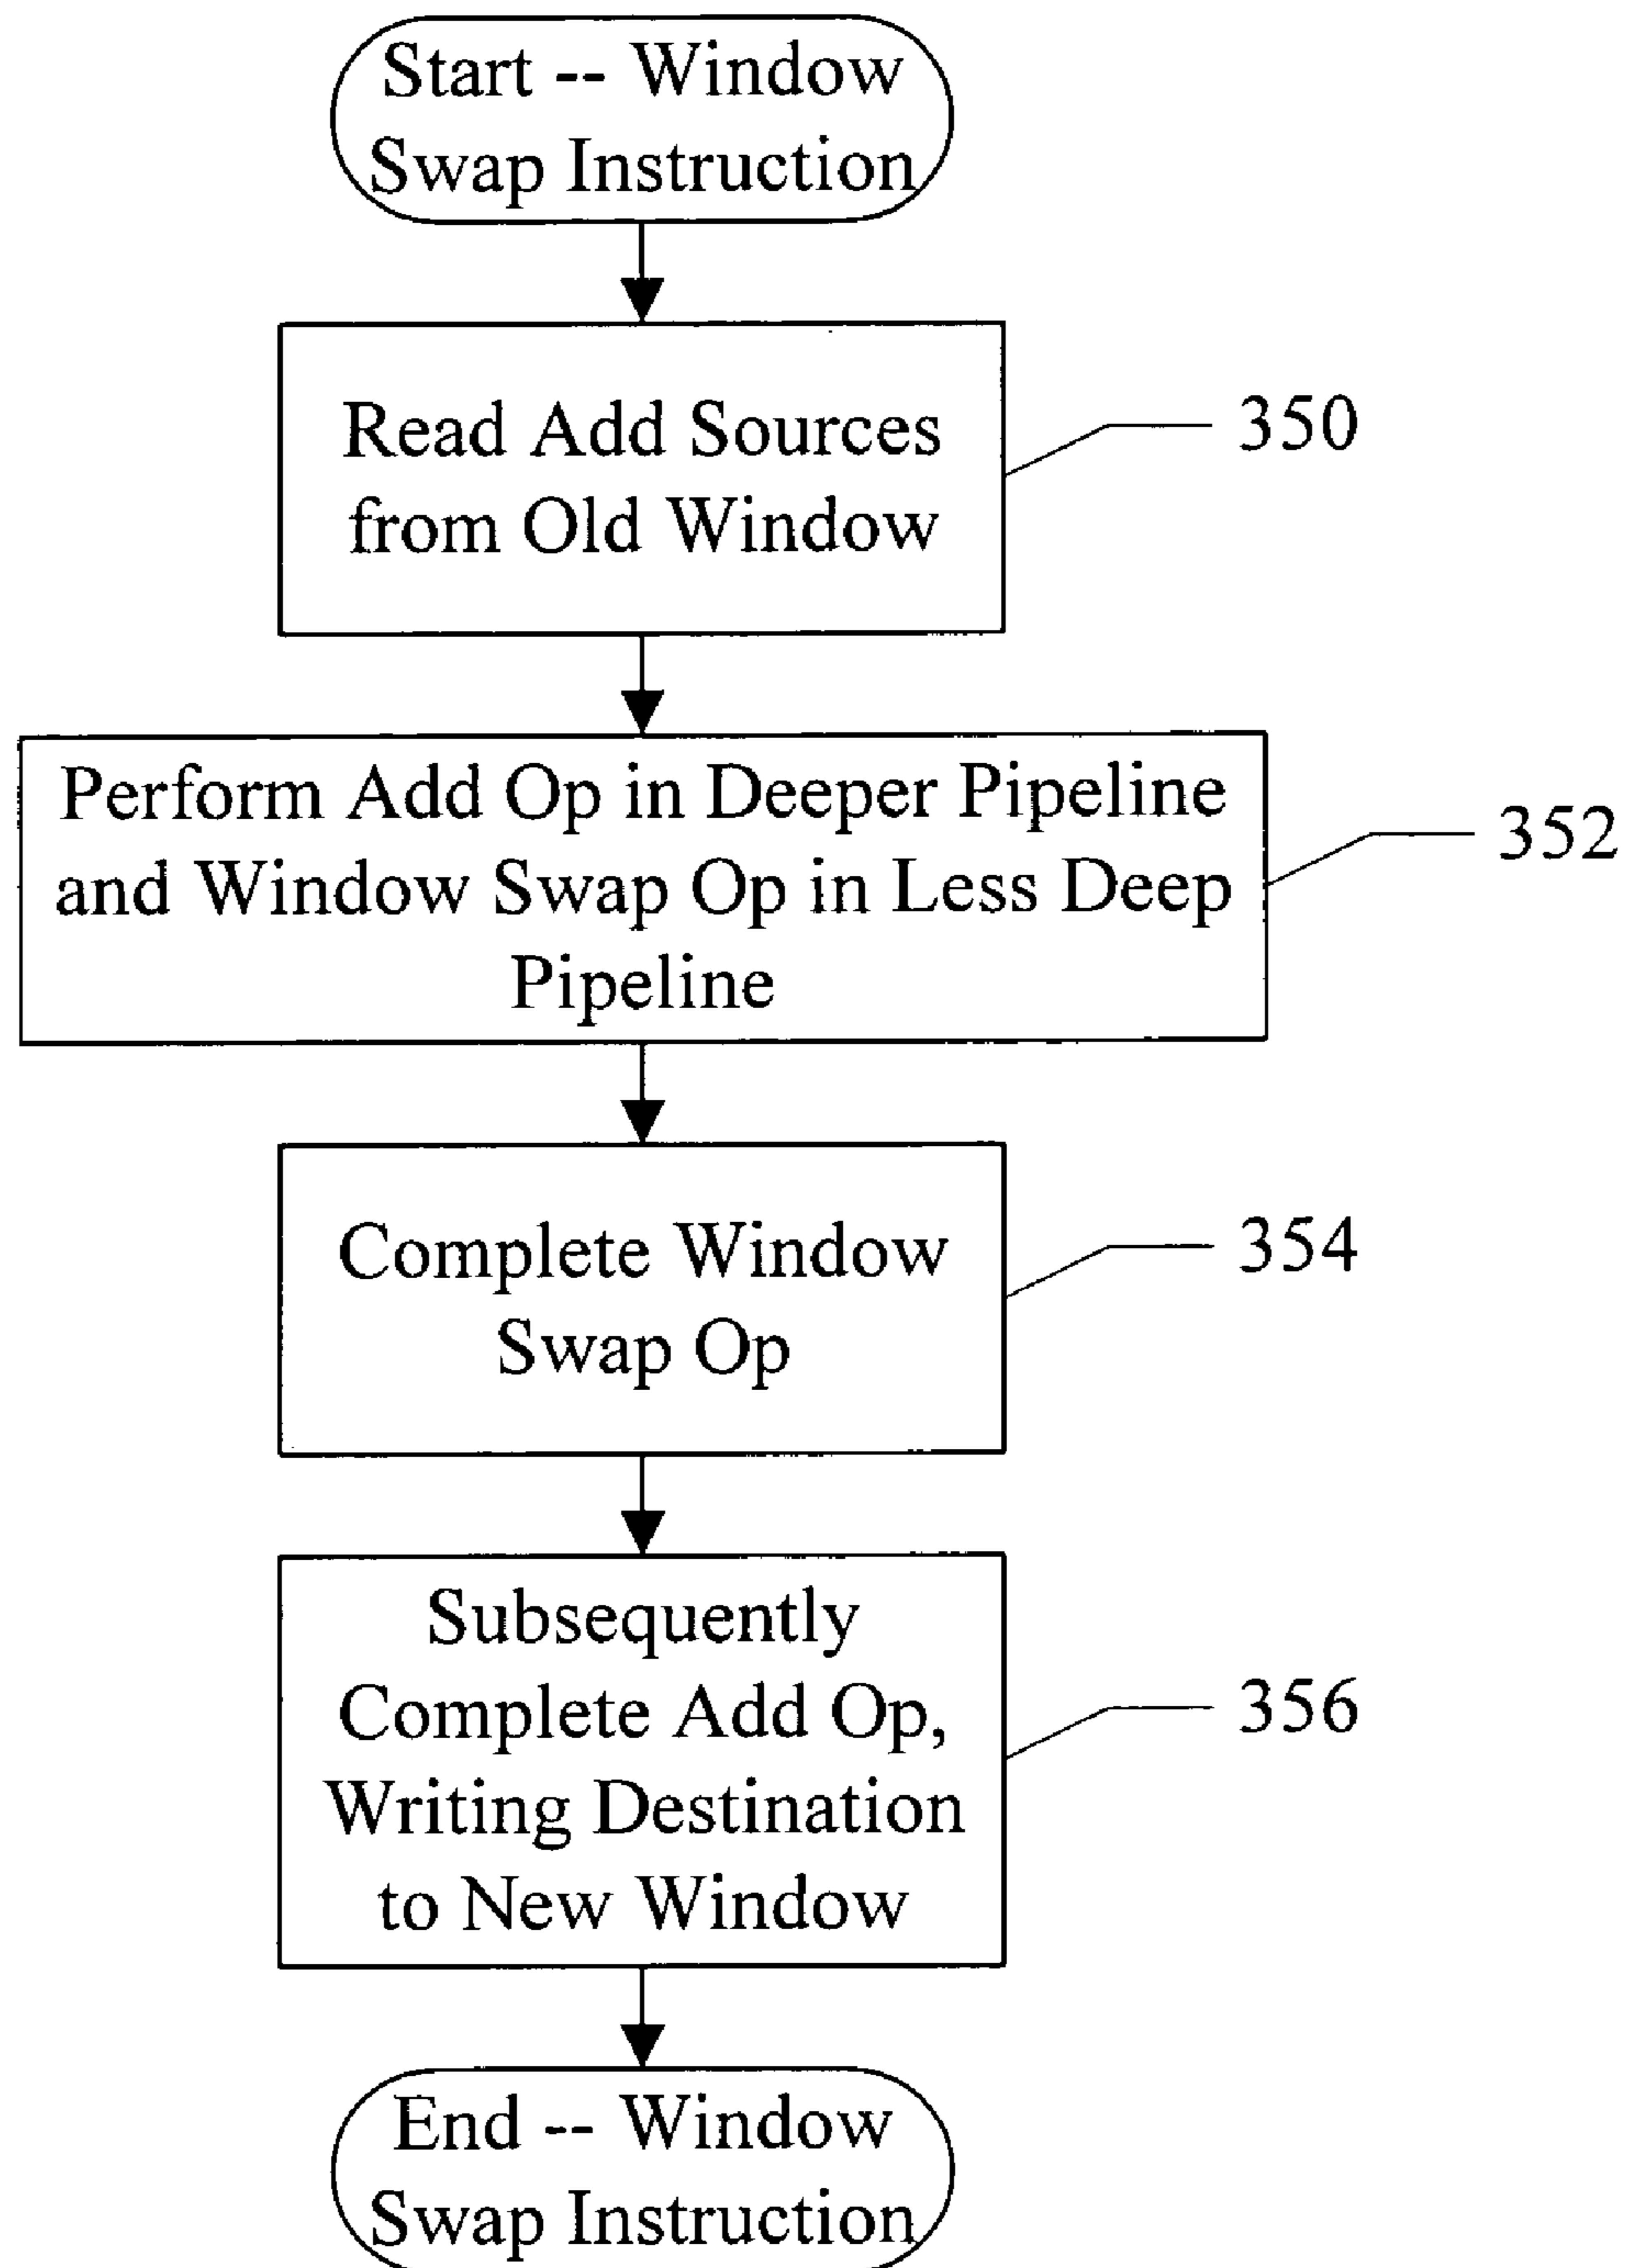 Start -- Window
Swap Instruction
Read Add Sources
from Old Window
350
Perform Add Op in Deeper Pipeline
and Window Swap Op in Less Deep
Pipeline
352
Complete Window
Swap Op
354
Subsequently
Complete Add Op,
Writing Destination
to New Window
356
End -- Window
Swap Instruction